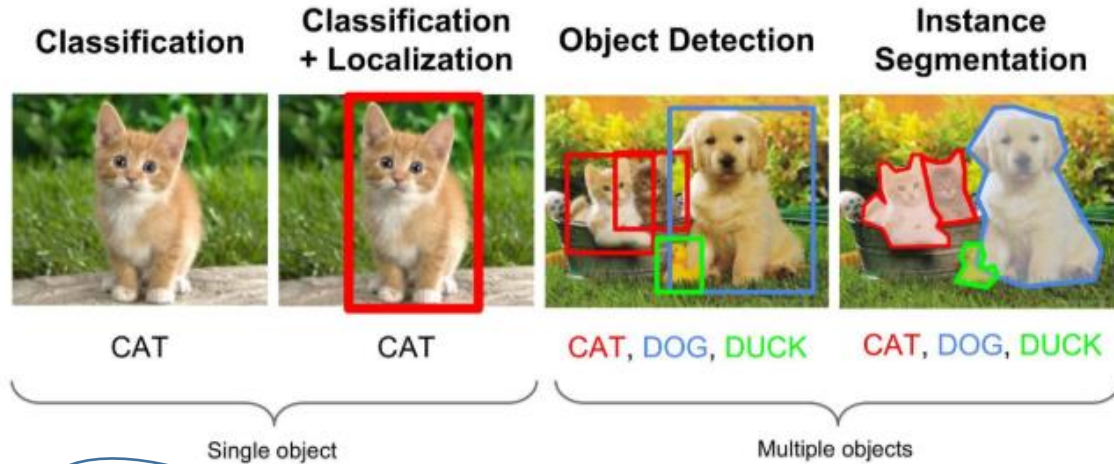 Classification
Classification
+ Localization
Object Detection
Instance
Segmentation
CAT
CAT
CAT, DOG, DUCK
CAT, DOG, DUCK
Single object
Multiple objects